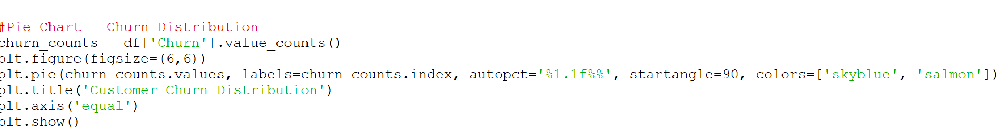 #Pie Chart - Churn Distribution
churn_counts = df['Churn'].value_counts()
plt.figure(figsize=(6,6))
plt.pie(churn_counts.values, labels=churn_counts.index, autopct='%1.1f%%', startangle=90, colors=['skyblue', 'salmon'])
plt.title('Customer Churn Distribution')
plt.axis('equal')
plt.show()